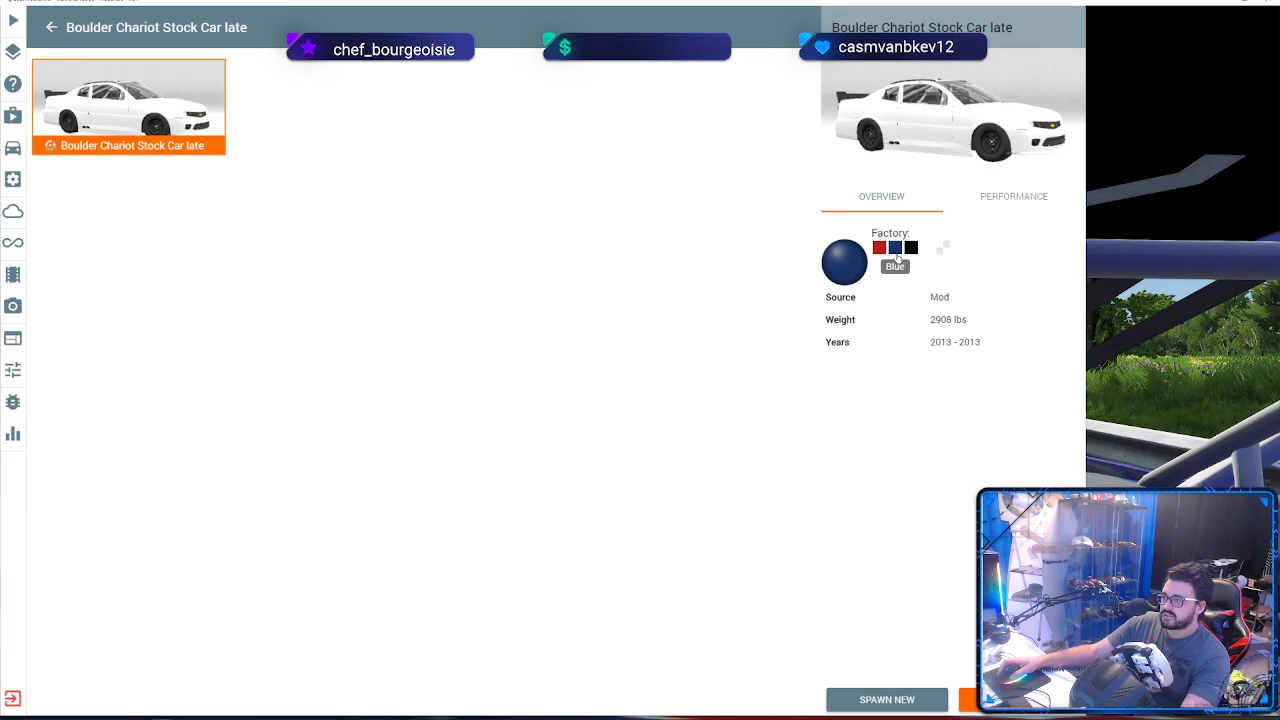 Boulder Chariot Stock Car late
Boulder Chariot Stock Car late
chef_bourgeoisie
$
casmvanbkev12
Boulder Chariot Stock Car late
OVERVIEW
PERFORMANCE
Factory:
Blue
Source
Mod
Weight
2908 lbs
Years
2013 - 2013
SPAWN NEW